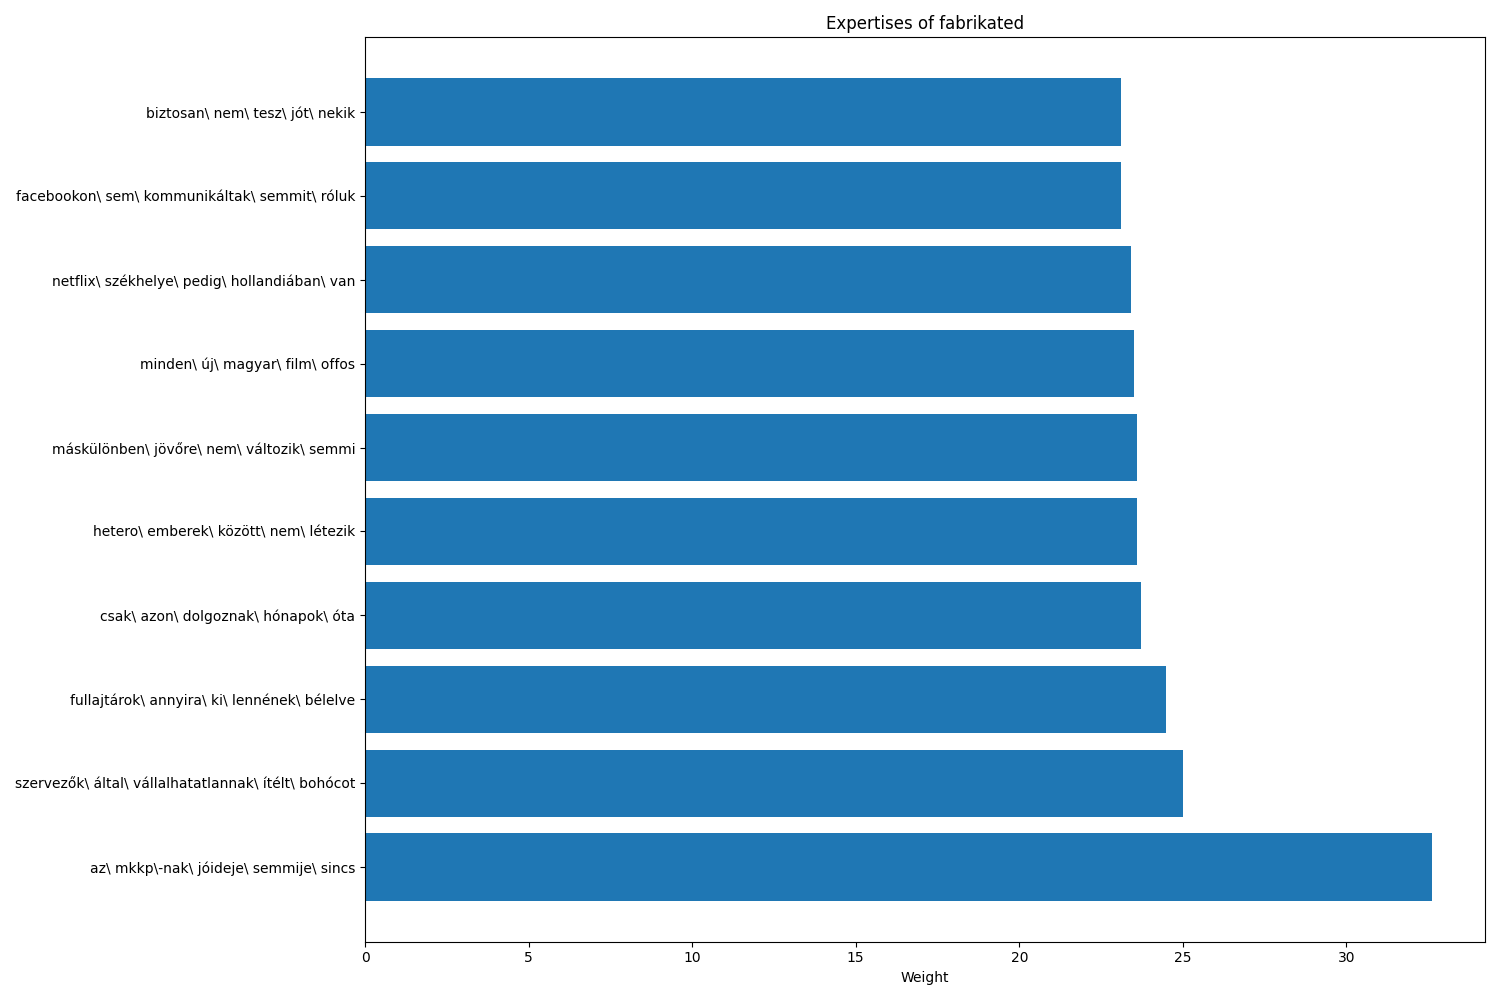 Expertises of fabrikated
biztosan\ nem\ tesz\ jót\ nekik
facebookon\ sem\ kommunikáltak\ semmit\ róluk
netflix\ székhelye\ pedig\ hollandiában\ van
minden\ új\ magyar\ film\ offos
máskülönben\ jövőre\ nem\ változik\ semmi
hetero\ emberek\ között\ nem\ létezik
csak\ azon\ dolgoznak\ hónapok\ óta
fullajtárok\ annyira\ ki\ lennének\ bélelve
szervezők\ által\ vállalhatatlannak\ ítélt\ bohócot
az\ mkkp\-nak\ jóideje\ semmije\ sincs
0 5 10 15 20 25 30
Weight